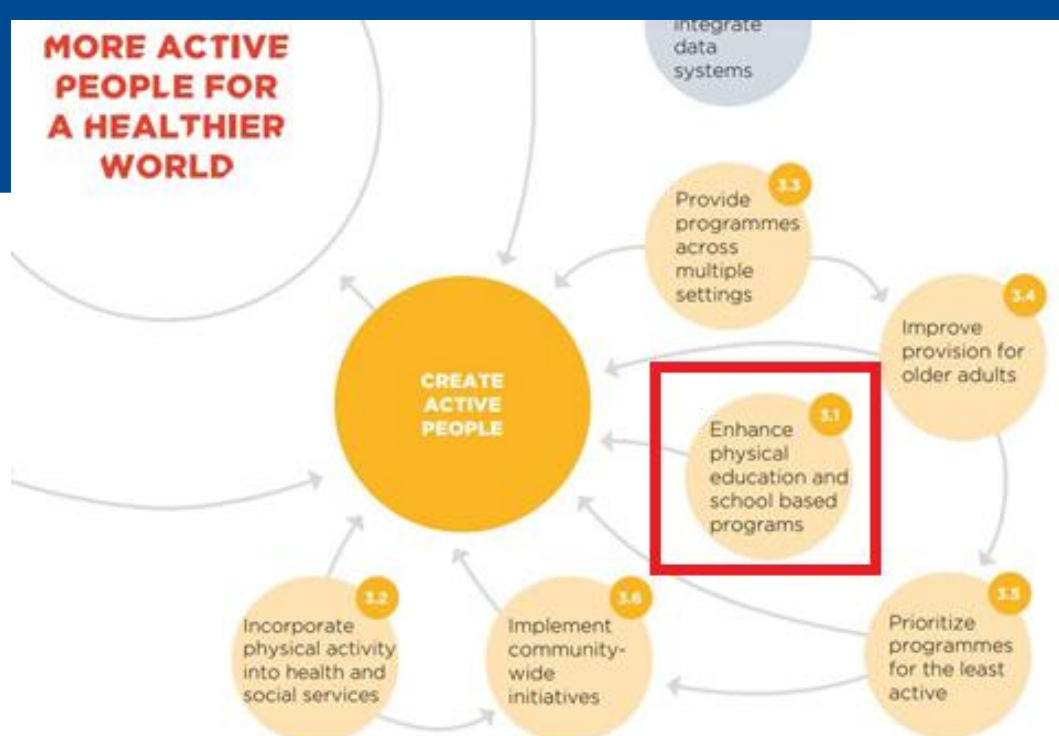 MORE ACTIVE
PEOPLE FOR
A HEALTHIER
WORLD
integrate
data
systems
3.3
Provide
programmes
across
multiple
settings
3.4
Improve
provision for
older adults
CREATE
ACTIVE
PEOPLE
3.1
Enhance
physical
education and
school based
programs
3.2
Incorporate
physical activity
into health and
social services
3.6
Implement
community-
wide
initiatives
3.5
Prioritize
programmes
for the least
active